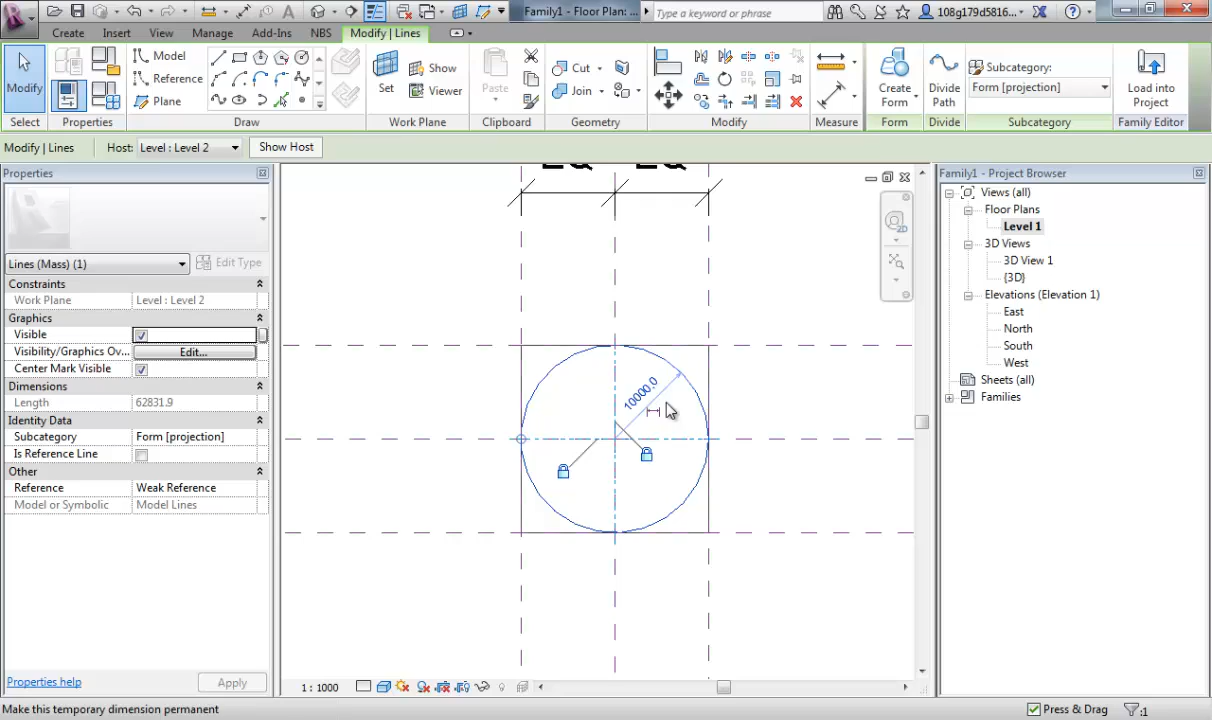 Family1 - Floor Plan: ...
Type a keyword or phrase
108g179d5816...
Create Insert View Manage Add-Ins NBS Modify | Lines
Modify
Model
Reference
Plane
Set
Show
Viewer
Paste
Cut
Join
Create
Form
Divide
Path
Subcategory:
Form [projection]
Load into
Project
Select Properties Draw Work Plane Clipboard Geometry Modify Measure Form Divide Subcategory Family Editor
Modify | Lines Host: Level : Level 2 Show Host
Properties
Lines (Mass) (1) Edit Type
Constraints
Work Plane Level : Level 2
Graphics
Visible
Visibility/Graphics Ov... Edit...
Center Mark Visible
Dimensions
Length 62831.9
Identity Data
Subcategory Form [projection]
Is Reference Line
Other
Reference Weak Reference
Model or Symbolic Model Lines
Properties help Apply
EQ EQ
2D
10000.0
1 : 1000
Family1 - Project Browser
Views (all)
Floor Plans
Level 1
3D Views
3D View 1
{3D}
Elevations (Elevation 1)
East
North
South
West
Sheets (all)
Families
Make this temporary dimension permanent
Press & Drag
:1